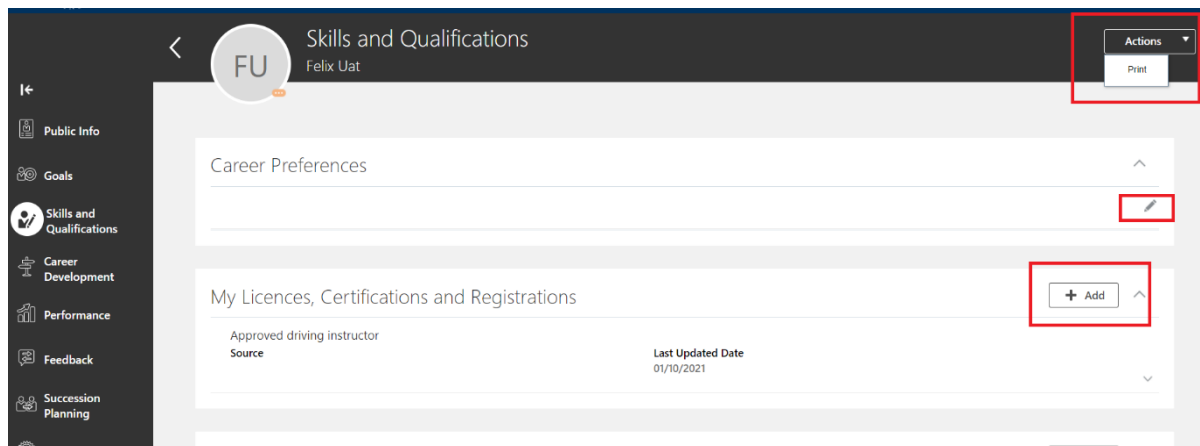 Skills and Qualifications
Felix Uat
FU
Actions
Print
Public Info
Goals
Skills and
Qualifications
Career
Development
Performance
Feedback
Succession
Planning
Career Preferences
My Licences, Certifications and Registrations
+ Add
Approved driving instructor
Source
Last Updated Date
01/10/2021